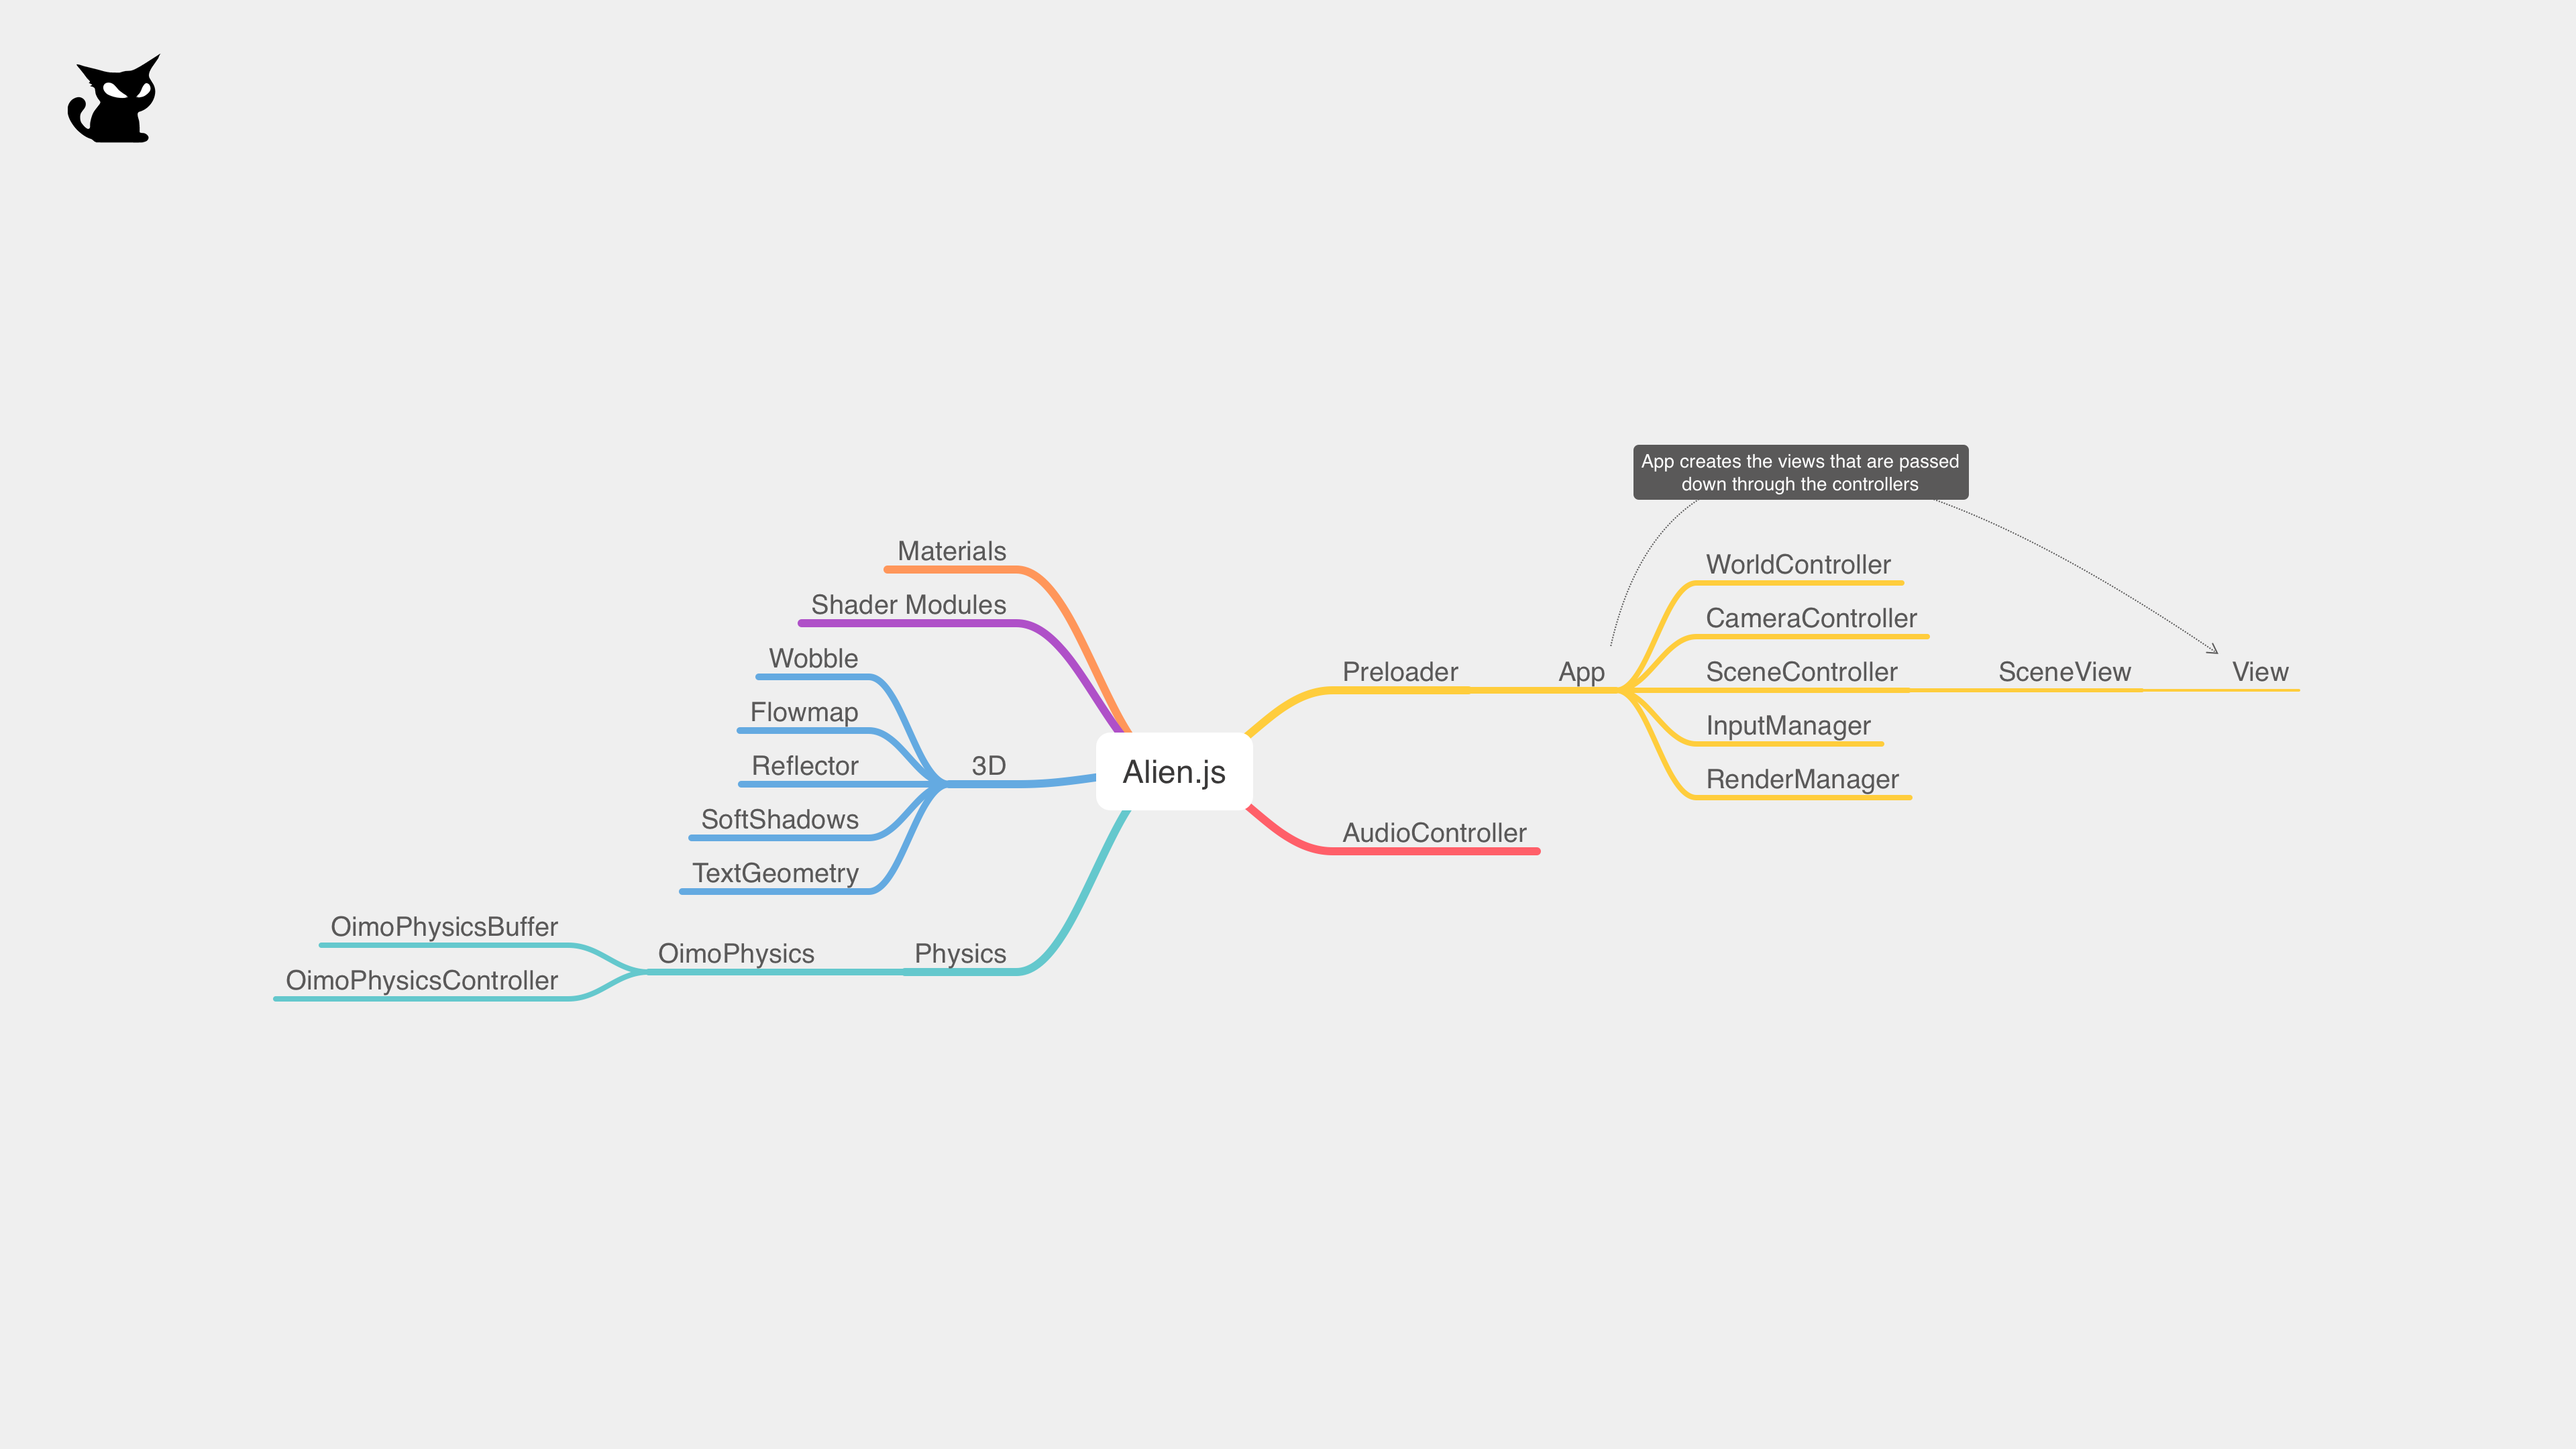 App creates the views that are passed
down through the controllers
Materials
Shader Modules
Wobble
Flowmap
Reflector
SoftShadows
TextGeometry
3D
OimoPhysicsBuffer
OimoPhysicsController
OimoPhysics
Physics
Alien.js
Preloader
App
WorldController
CameraController
SceneController
SceneView
View
InputManager
RenderManager
AudioController